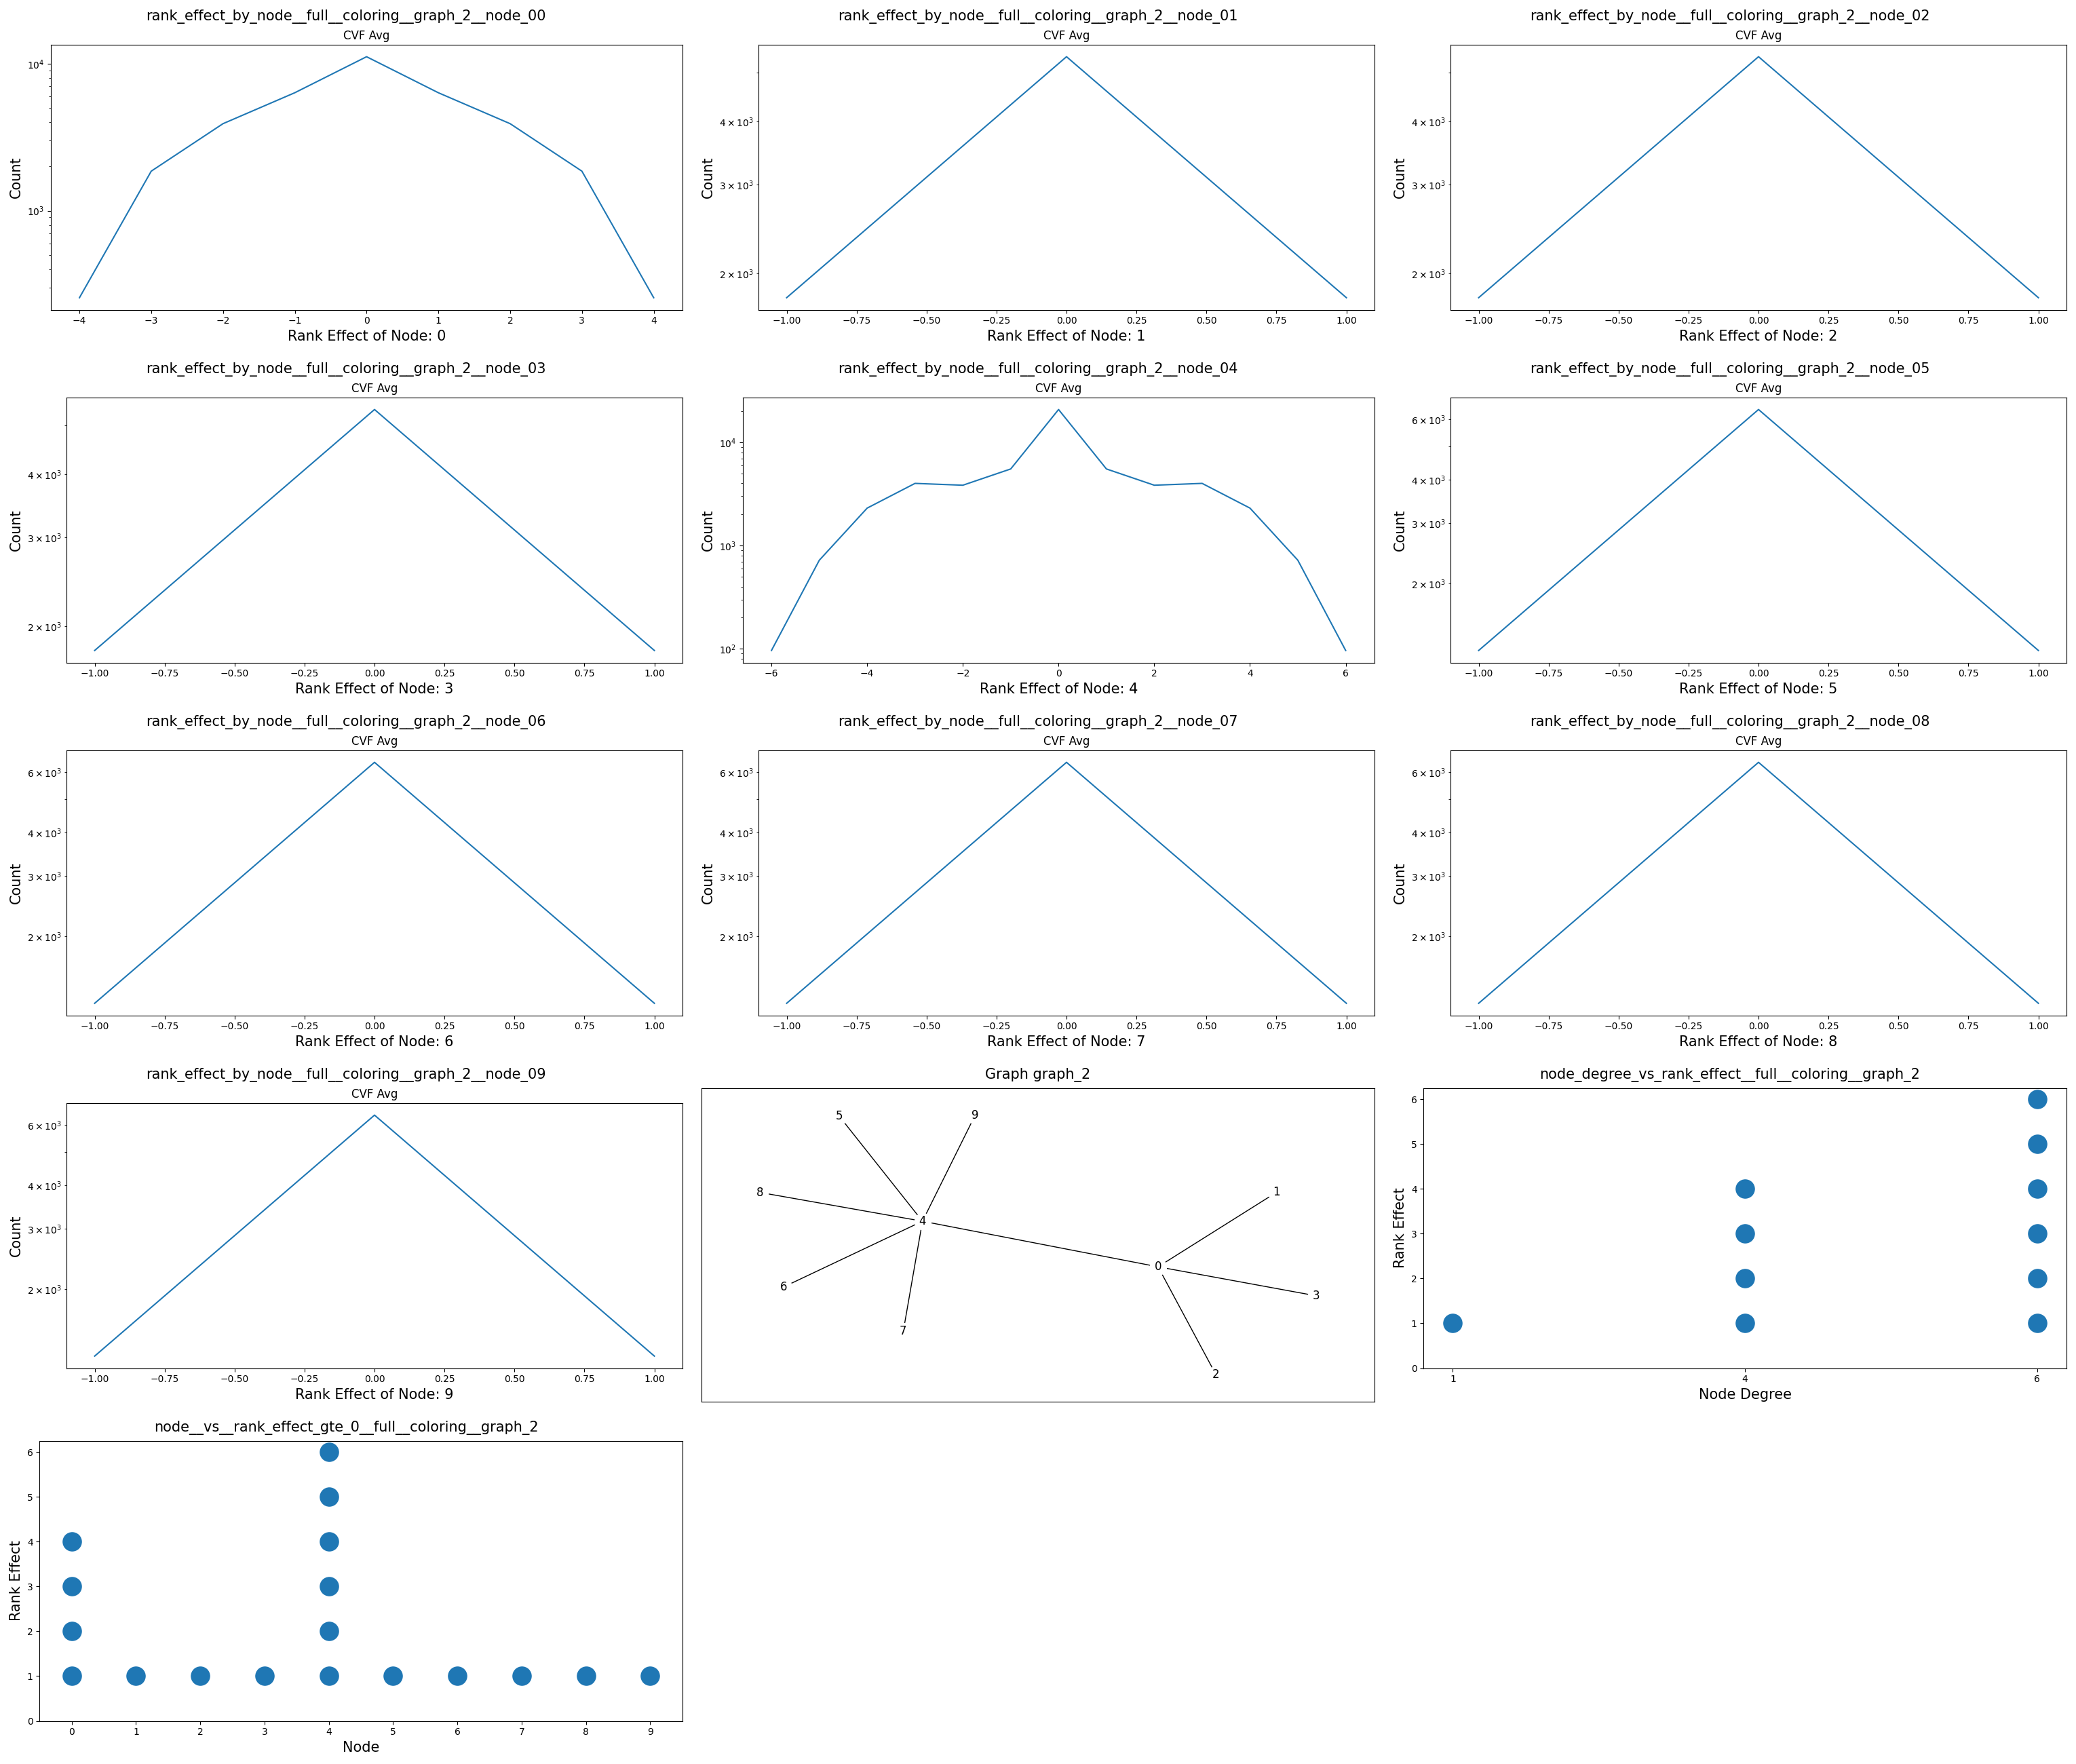 rank_effect_by_node__full__coloring__graph_2__node_00
CVF Avg
10⁴
10³
Count
−4 −3 −2 −1 0 1 2 3 4
Rank Effect of Node: 0
rank_effect_by_node__full__coloring__graph_2__node_01
CVF Avg
4 × 10³
3 × 10³
2 × 10³
Count
−1.00 −0.75 −0.50 −0.25 0.00 0.25 0.50 0.75 1.00
Rank Effect of Node: 1
rank_effect_by_node__full__coloring__graph_2__node_02
CVF Avg
4 × 10³
3 × 10³
2 × 10³
Count
−1.00 −0.75 −0.50 −0.25 0.00 0.25 0.50 0.75 1.00
Rank Effect of Node: 2
rank_effect_by_node__full__coloring__graph_2__node_03
CVF Avg
4 × 10³
3 × 10³
2 × 10³
Count
−1.00 −0.75 −0.50 −0.25 0.00 0.25 0.50 0.75 1.00
Rank Effect of Node: 3
rank_effect_by_node__full__coloring__graph_2__node_04
CVF Avg
10⁴
10³
10²
Count
−6 −4 −2 0 2 4 6
Rank Effect of Node: 4
rank_effect_by_node__full__coloring__graph_2__node_05
CVF Avg
6 × 10³
4 × 10³
3 × 10³
2 × 10³
Count
−1.00 −0.75 −0.50 −0.25 0.00 0.25 0.50 0.75 1.00
Rank Effect of Node: 5
rank_effect_by_node__full__coloring__graph_2__node_06
CVF Avg
6 × 10³
4 × 10³
3 × 10³
2 × 10³
Count
−1.00 −0.75 −0.50 −0.25 0.00 0.25 0.50 0.75 1.00
Rank Effect of Node: 6
rank_effect_by_node__full__coloring__graph_2__node_07
CVF Avg
6 × 10³
4 × 10³
3 × 10³
2 × 10³
Count
−1.00 −0.75 −0.50 −0.25 0.00 0.25 0.50 0.75 1.00
Rank Effect of Node: 7
rank_effect_by_node__full__coloring__graph_2__node_08
CVF Avg
6 × 10³
4 × 10³
3 × 10³
2 × 10³
Count
−1.00 −0.75 −0.50 −0.25 0.00 0.25 0.50 0.75 1.00
Rank Effect of Node: 8
rank_effect_by_node__full__coloring__graph_2__node_09
CVF Avg
6 × 10³
4 × 10³
3 × 10³
2 × 10³
Count
−1.00 −0.75 −0.50 −0.25 0.00 0.25 0.50 0.75 1.00
Rank Effect of Node: 9
Graph graph_2
5 9
8 1
4
0
6 3
7
2
node_degree_vs_rank_effect__full__coloring__graph_2
6
5
4
3
2
1
0
Rank Effect
1 4 6
Node Degree
node__vs__rank_effect_gte_0__full__coloring__graph_2
6
5
4
3
2
1
0
Rank Effect
0 1 2 3 4 5 6 7 8 9
Node